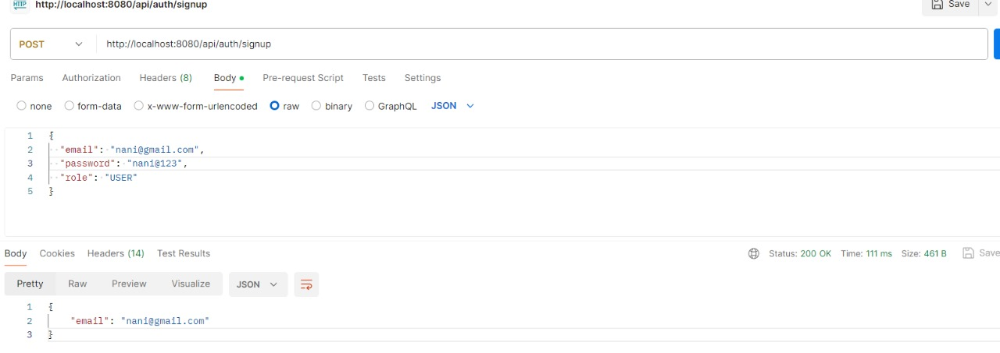 HTTP http://localhost:8080/api/auth/signup Save
POST http://localhost:8080/api/auth/signup
Params Authorization Headers (8) Body Pre-request Script Tests Settings
none form-data x-www-form-urlencoded raw binary GraphQL JSON
1 {
2 "email": "nani@gmail.com",
3 "password": "nani@123",
4 "role": "USER"
5 }
Body Cookies Headers (14) Test Results Status: 200 OK Time: 111 ms Size: 461 B Save
Pretty Raw Preview Visualize JSON
1 {
2 "email": "nani@gmail.com"
3 }